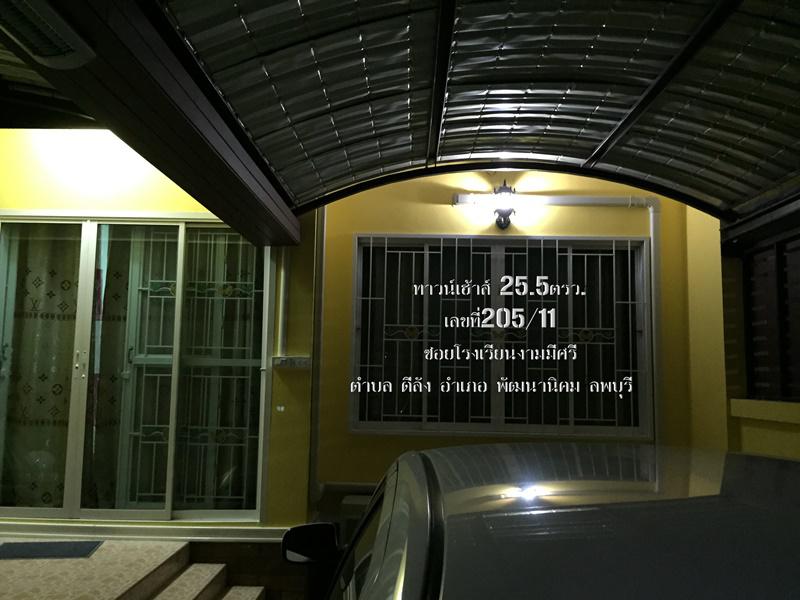 ทาวน์เฮ้าส์ 25.5ตรว.
เลขที่205/11
ซอยโรงเรียนงามมีศรี
ตำบล ดีลัง อำเภอ พัฒนานิคม ลพบุรี